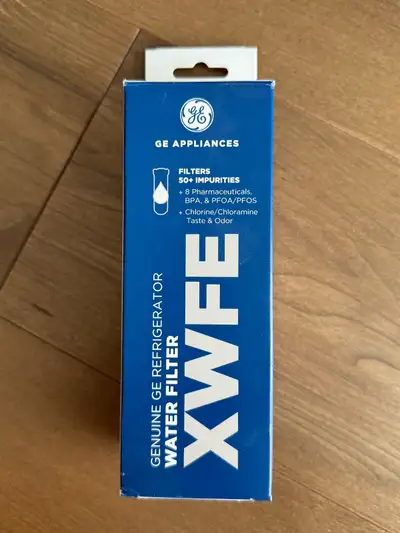 GE
GE APPLIANCES
FILTERS
50+ IMPURITIES
+ 8 Pharmaceuticals,
BPA, & PFOA/PFOS
+ Chlorine/Chloramine
Taste & Odor
GENUINE GE REFRIGERATOR
WATER FILTER
XWFE